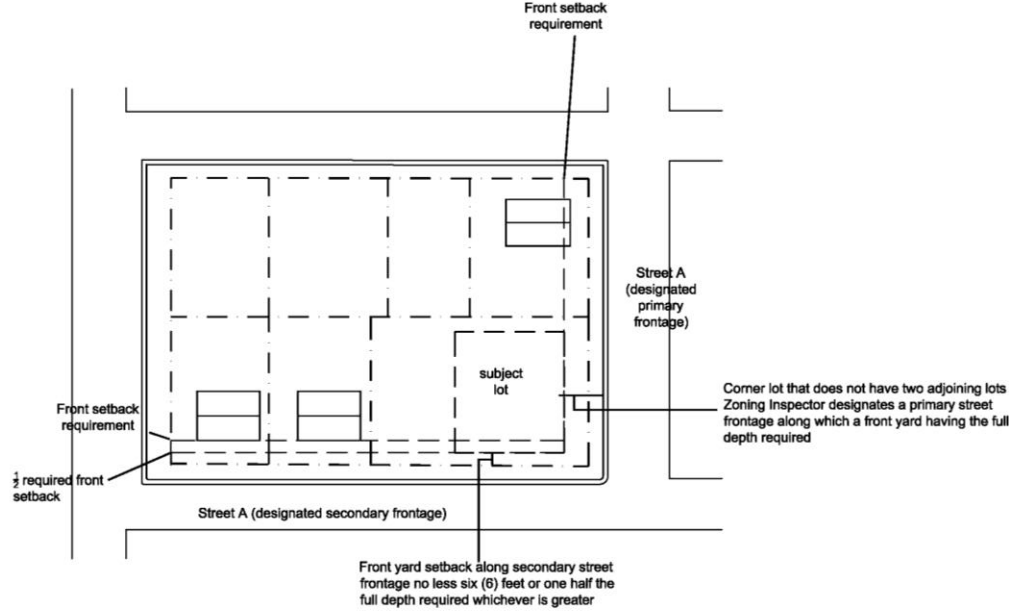 Front setback
requirement
Street A
(designated
primary
frontage)
subject
lot
Corner lot that does not have two adjoining lots
Zoning Inspector designates a primary street
frontage along which a front yard having the full
depth required
Front setback
requirement
½ required front
setback
Street A (designated secondary frontage)
Front yard setback along secondary street
frontage no less six (6) feet or one half the
full depth required whichever is greater